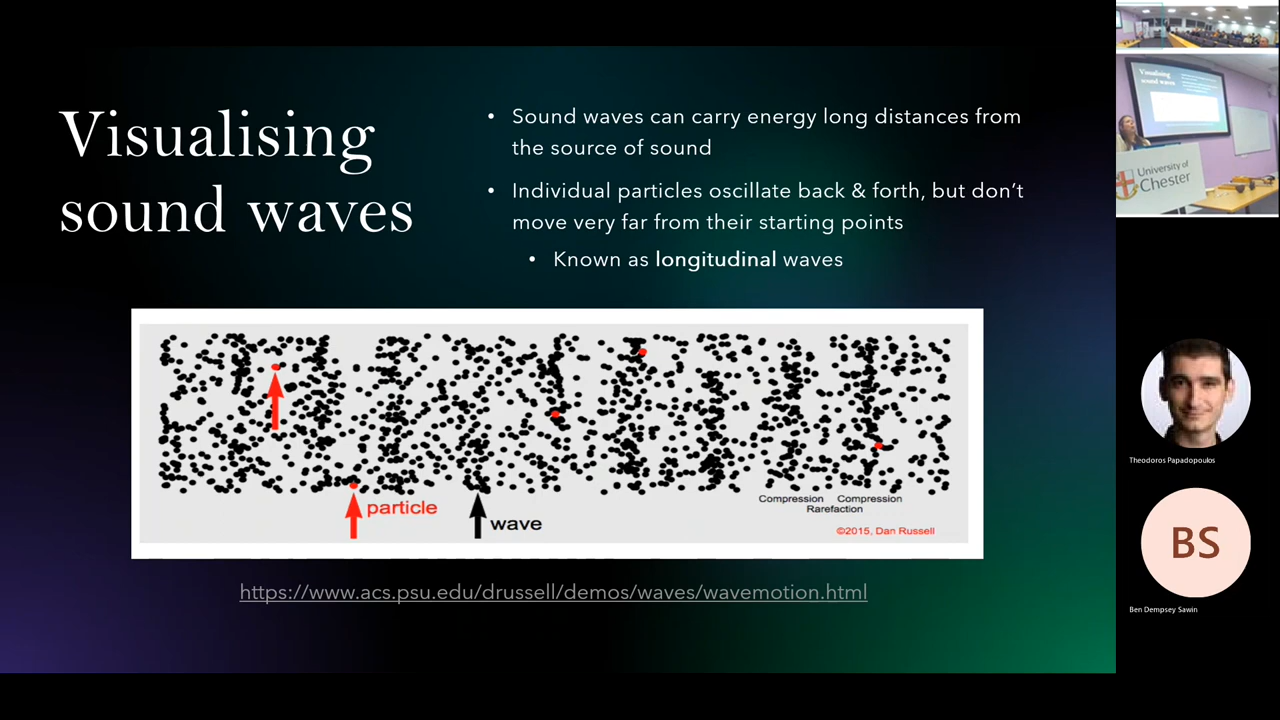 Visualising
sound waves
• Sound waves can carry energy long distances from
the source of sound
• Individual particles oscillate back & forth, but don’t
move very far from their starting points
• Known as longitudinal waves
particle
wave
Compression Compression
Rarefaction
©2015, Dan Russell
https://www.acs.psu.edu/drussell/demos/waves/wavemotion.html
Visualising
sound waves
University of
Chester
Theodoros Papadopoulos
BS
Ben Dempsey Sawin